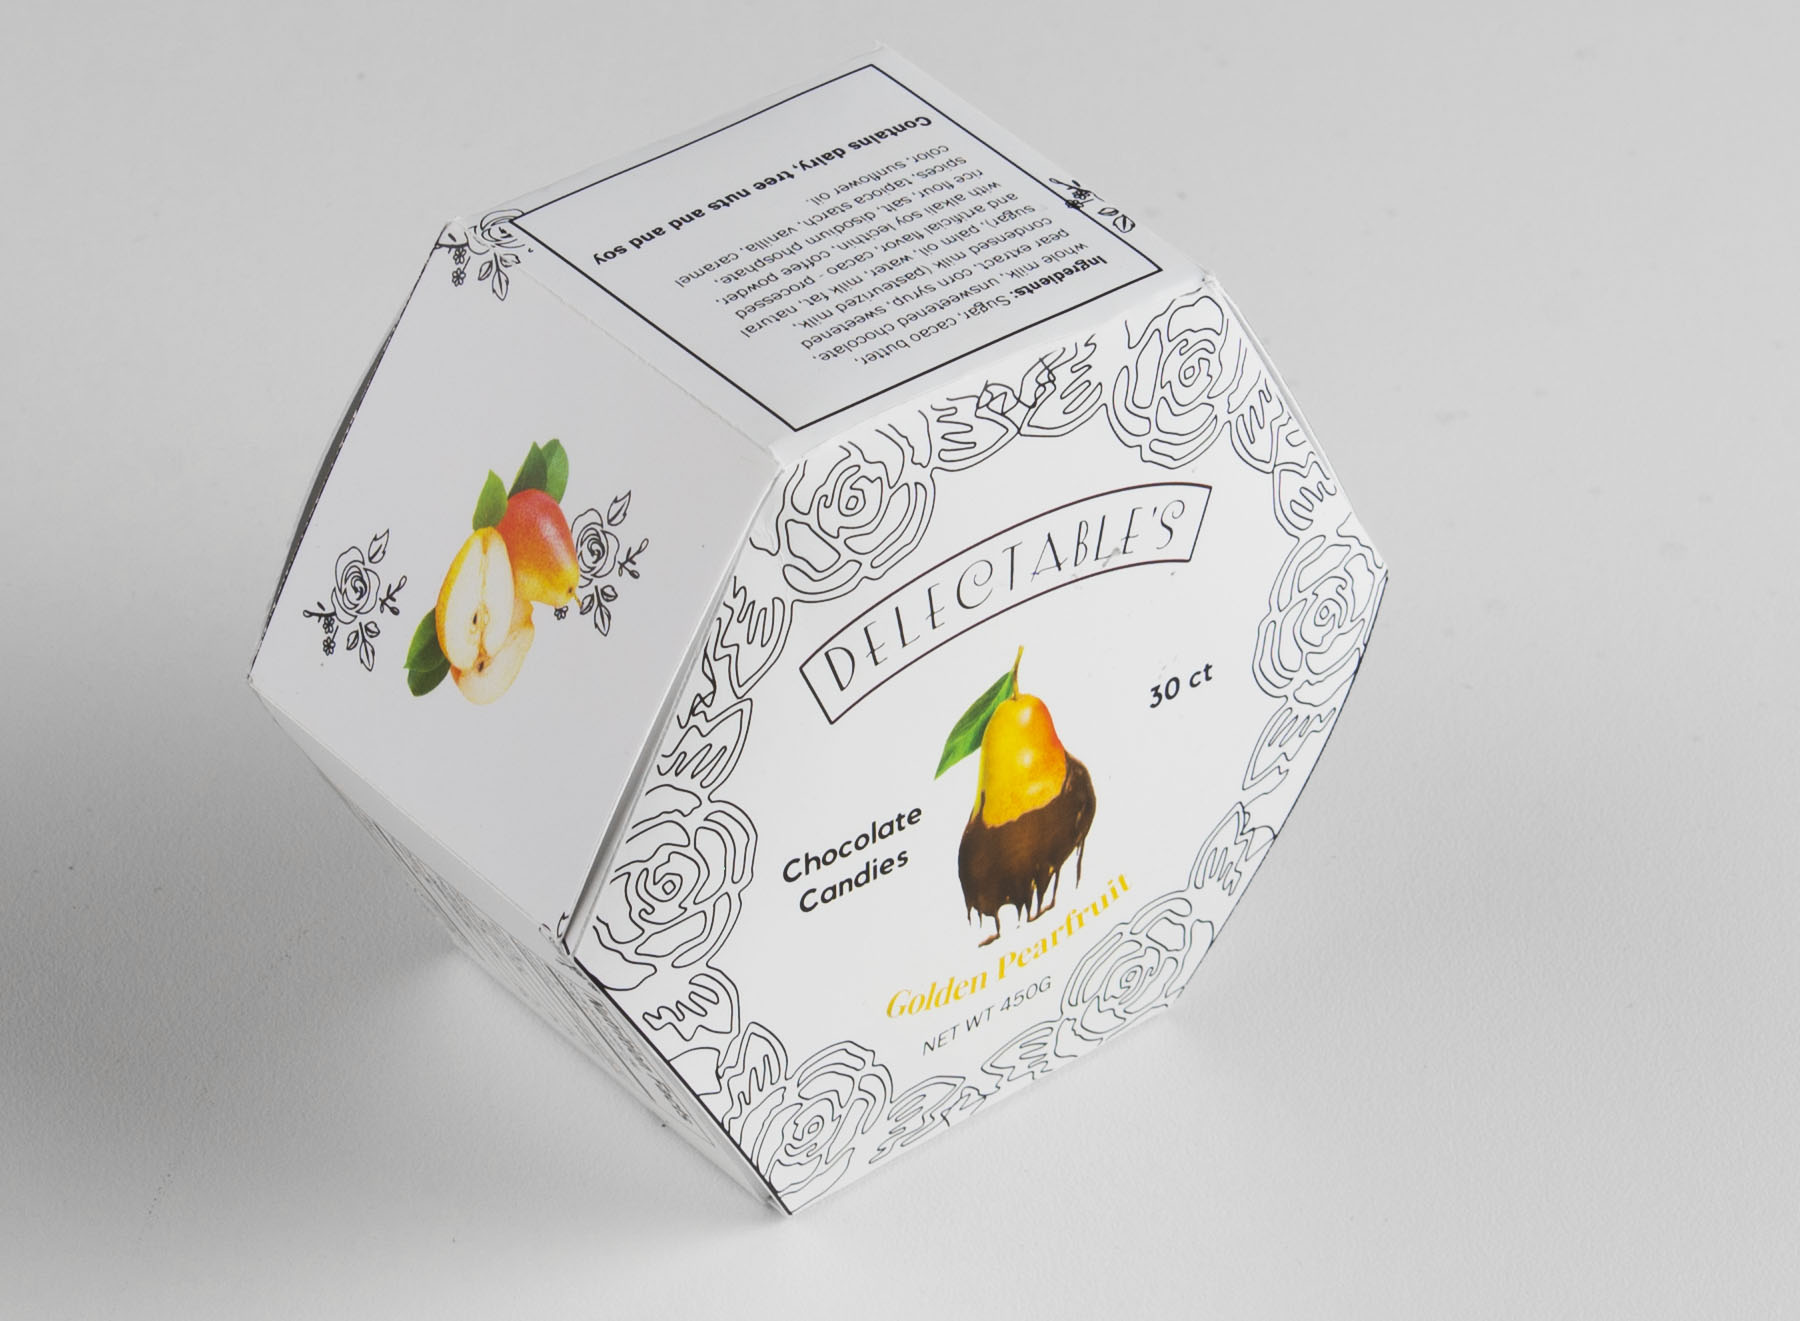 DELECTABLE'S
30 ct
Chocolate
Candies
Golden Pearfruit
NET WT 450G
Ingredients: Sugar, cacao butter,
whole milk, unsweetened chocolate,
pear extract, corn syrup, sweetened
condensed milk (pasteurized milk,
sugar), palm oil, water, milk fat, natural
and artificial flavor, cacao - processed
with alkali soy lecithin, coffee powder,
rice flour, salt, disodium phosphate,
spices, tapioca starch, vanilla, caramel
color, sunflower oil.
Contains dairy, tree nuts and and soy